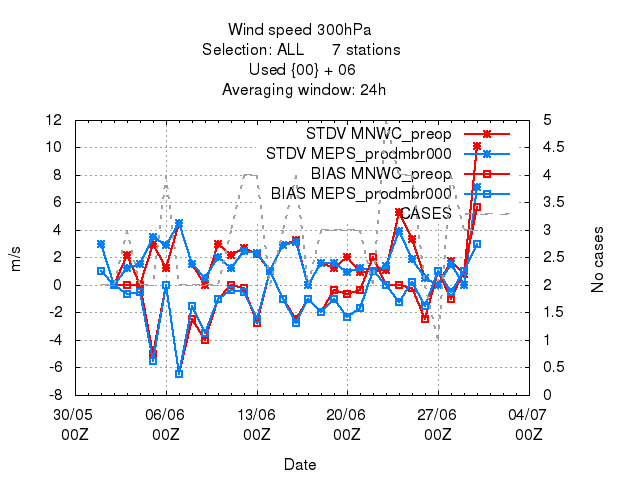 Wind speed 300hPa
Selection: ALL 7 stations
Used {00} + 06
Averaging window: 24h
STDV MNWC_preop
STDV MEPS_prodmbr000
BIAS MNWC_preop
BIAS MEPS_prodmbr000
CASES
12
10
8
6
4
2
0
-2
-4
-6
-8
m/s
5
4.5
4
3.5
3
2.5
2
1.5
1
0.5
0
No cases
30/05 06/06 13/06 20/06 27/06 04/07
00Z 00Z 00Z 00Z 00Z 00Z
Date